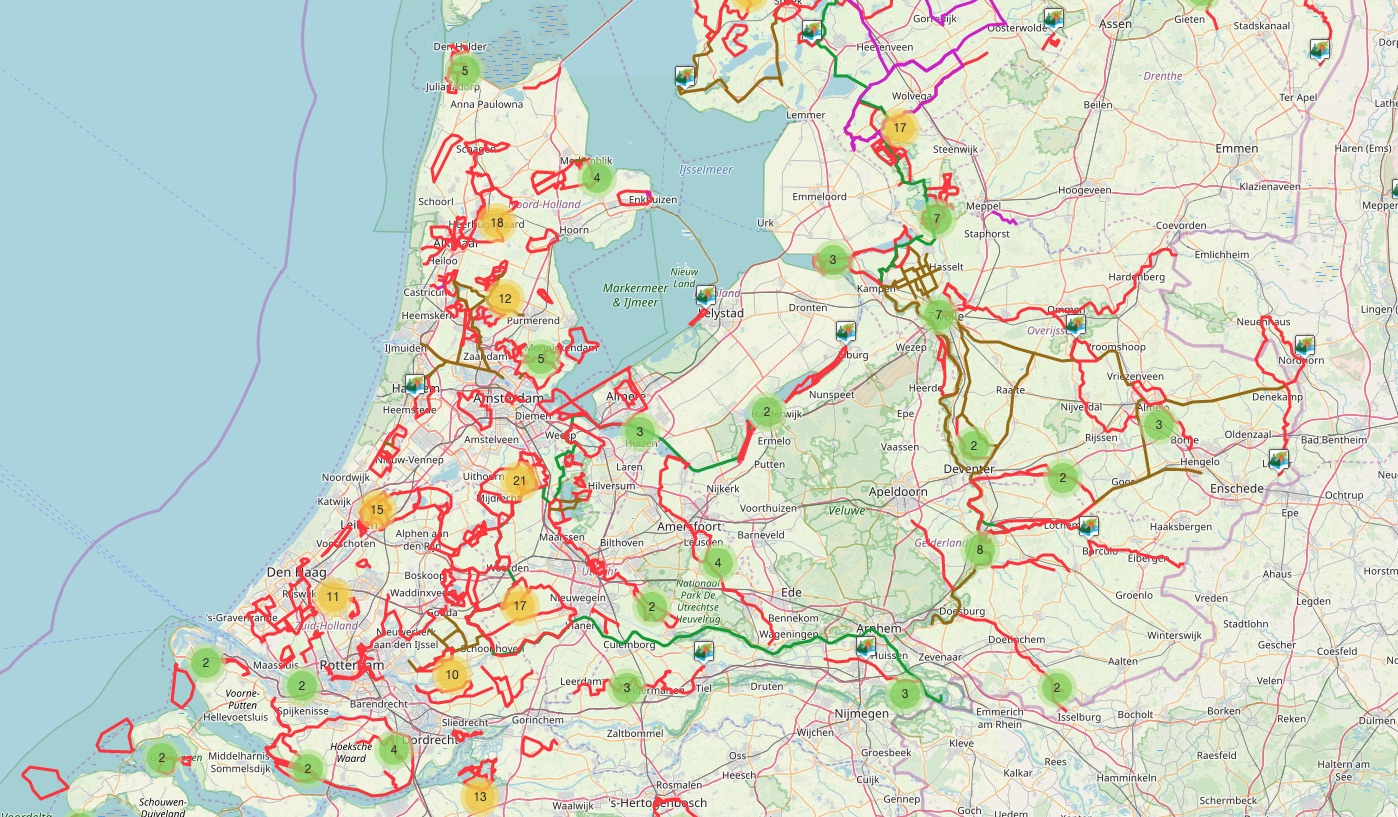 Gorredijk
Assen
Gieten
Stadskanaal
Oosterwolde
Den Helder
Heerenveen
5
Julianadorp
Drenthe
Anna Paulowna
Wolvega
Beilen
Ter Apel
Lemmer
17
Schagen
Steenwijk
Emmen
Haren (Ems)
Medemblik
IJsselmeer
4
Hoogeveen
Klazienaveen
Schoorl
Noord-Holland
Enkhuizen
Emmeloord
Meppel
18
Heerhugowaard
Hoorn
Urk
7
Staphorst
Coevorden
Alkmaar
Heiloo
3
Emlichheim
Nieuw
Land
Hasselt
Hardenberg
Castricum
12
Markermeer
& IJmeer
Kampen
Dronten
Heemskerk
Purmerend
Lelystad
7
Ommen
Neuenhaus
IJmuiden
Zaandam
5
Monnickendam
Elburg
Wezep
Overijssel
Vroomshoop
Nordhorn
Vriezenveen
Haarlem
Nunspeet
Heerde
Raalte
Denekamp
Heemstede
Amsterdam
Almere
2
Harderwijk
Epe
Nijverdal
Almelo
Diemen
3
Huizen
3
Amstelveen
Weesp
Ermelo
Vaassen
2
Rijssen
Borne
Oldenzaal
Bad Bentheim
Nieuw-Vennep
Laren
Putten
Deventer
Hengelo
Noordwijk
Uithoorn
21
Hilversum
Nijkerk
Apeldoorn
2
Goor
Enschede
Ochtrup
Katwijk
15
Mijdrecht
Voorthuizen
Veluwe
Epe
Leiden
Amersfoort
Lochem
Haaksbergen
Voorschoten
Alphen aan
den Rijn
Maarssen
Bilthoven
Leusden
Barneveld
Gelderland
8
Borculo
Eibergen
Den Haag
Woerden
Utrecht
4
Ahaus
Boskoop
Nationaal
Park De
Utrechtse
Heuvelrug
Ede
Groenlo
Vreden
Legden
Rijswijk
11
Waddinxveen
17
Nieuwegein
2
Doesburg
's-Gravenzande
Gouda
Bennekom
Stadtlohn
Zuid-Holland
Nieuwerkerk
aan den IJssel
Vianen
Wageningen
Arnhem
Doetinchem
Winterswijk
Gescher
Coesfeld
Schoonhoven
Culemborg
Huissen
Zevenaar
Aalten
2
Maassluis
Rotterdam
10
Velen
2
Leerdam
3
Geldermalsen
Tiel
Druten
3
2
Voorne-
Putten
Spijkenisse
Barendrecht
Nijmegen
Emmerich
am Rhein
Isselburg
Bocholt
Borken
Reken
Hellevoetsluis
Sliedrecht
Gorinchem
Zaltbommel
Wijchen
Hoeksche
Waard
4
Dordrecht
Kleve
2
Middelharnis
Sommelsdijk
2
Oss
Groesbeek
Rees
Raesfeld
Haltern am
See
Heesch
Cuijk
Kalkar
Hamminkeln
13
Rosmalen
Gennep
Schermbeck
Schouwen-
Duiveland
Waalwijk
's-Hertogenbosch
Goch
Uedem